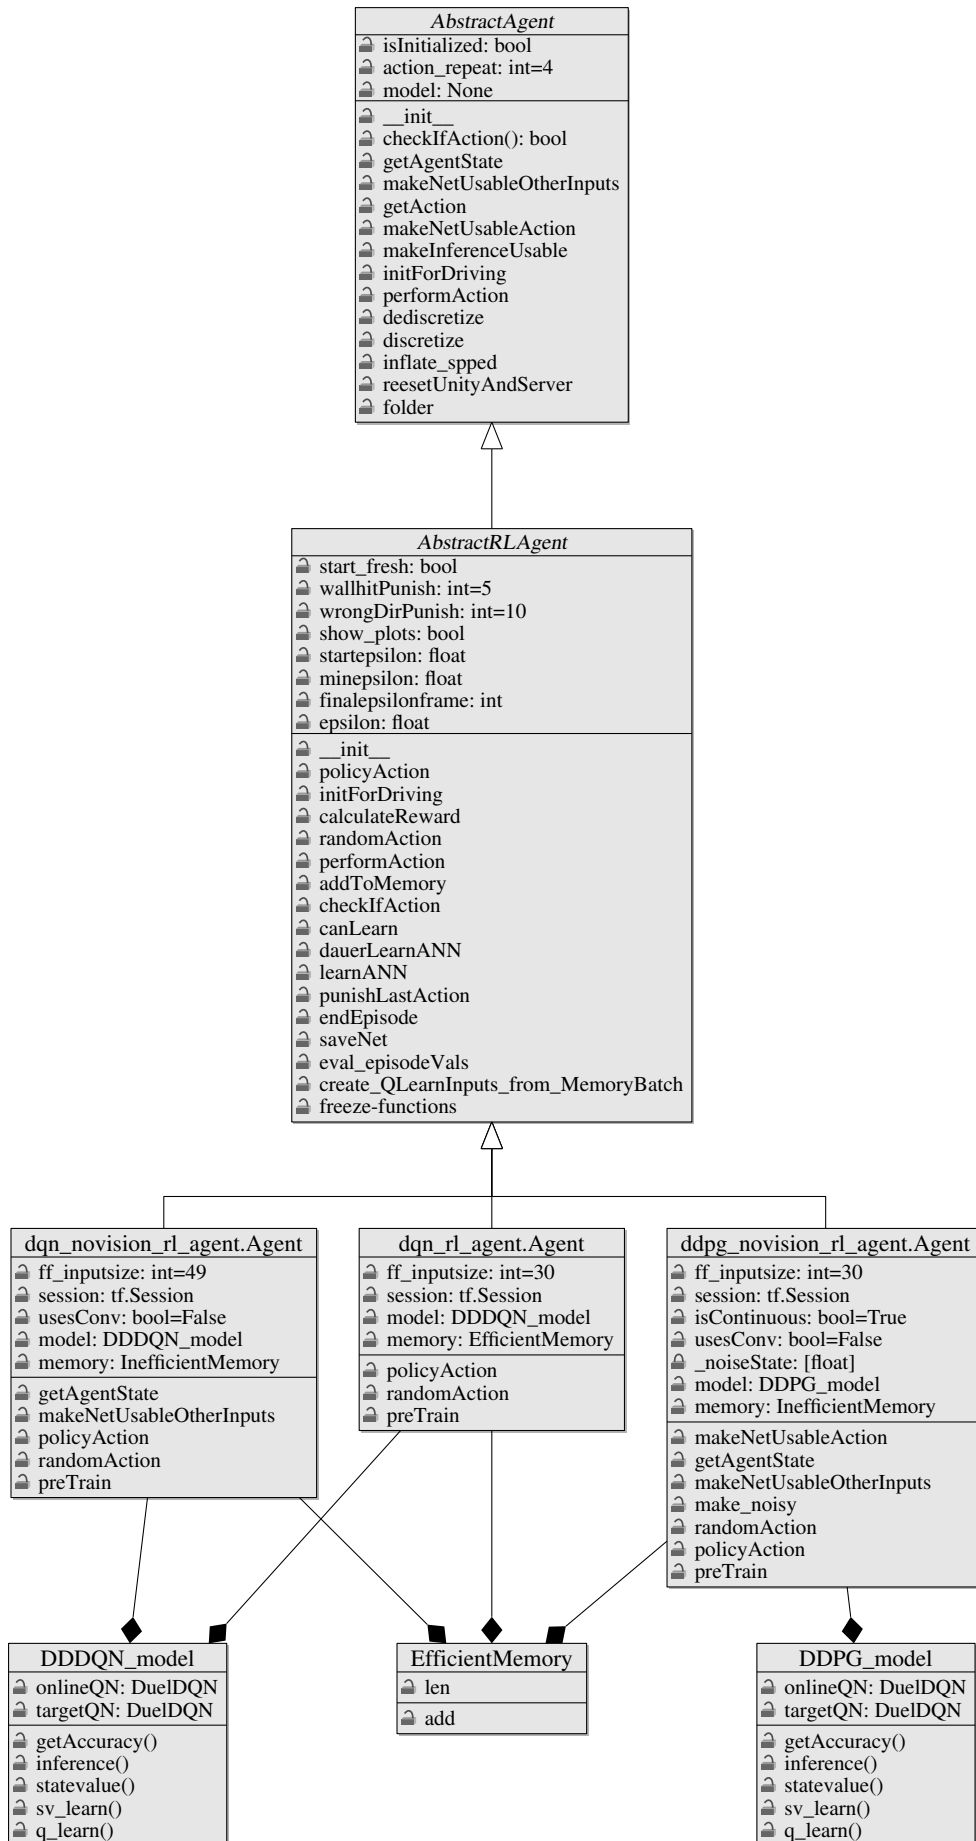 AbstractAgent
isInitialized: bool
action_repeat: int=4
model: None
__init__
checkIfAction(): bool
getAgentState
makeNetUsableOtherInputs
getAction
makeNetUsableAction
makeInferenceUsable
initForDriving
performAction
dediscretize
discretize
inflate_spped
reesetUnityAndServer
folder
AbstractRLAgent
start_fresh: bool
wallhitPunish: int=5
wrongDirPunish: int=10
show_plots: bool
startepsilon: float
minepsilon: float
finalepsilonframe: int
epsilon: float
__init__
policyAction
initForDriving
calculateReward
randomAction
performAction
addToMemory
checkIfAction
canLearn
dauerLearnANN
learnANN
punishLastAction
endEpisode
saveNet
eval_episodeVals
create_QLearnInputs_from_MemoryBatch
freeze-functions
dqn_novision_rl_agent.Agent
ff_inputsize: int=49
session: tf.Session
usesConv: bool=False
model: DDDQN_model
memory: InefficientMemory
getAgentState
makeNetUsableOtherInputs
policyAction
randomAction
preTrain
dqn_rl_agent.Agent
ff_inputsize: int=30
session: tf.Session
model: DDDQN_model
memory: EfficientMemory
policyAction
randomAction
preTrain
ddpg_novision_rl_agent.Agent
ff_inputsize: int=30
session: tf.Session
isContinuous: bool=True
usesConv: bool=False
_noiseState: [float]
model: DDPG_model
memory: InefficientMemory
makeNetUsableAction
getAgentState
makeNetUsableOtherInputs
make_noisy
randomAction
policyAction
preTrain
DDDQN_model
onlineQN: DuelDQN
targetQN: DuelDQN
getAccuracy()
inference()
statevalue()
sv_learn()
q_learn()
EfficientMemory
len
add
DDPG_model
onlineQN: DuelDQN
targetQN: DuelDQN
getAccuracy()
inference()
statevalue()
sv_learn()
q_learn()